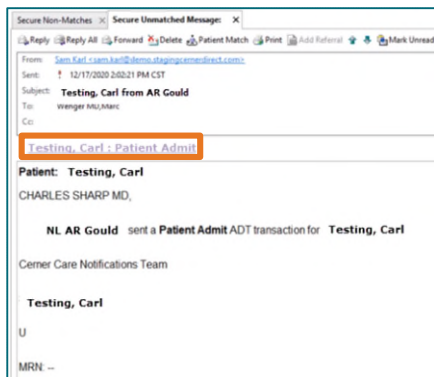 Secure Non-Matches × Secure Unmatched Message: ×
Reply Reply All Forward Delete Patient Match Print Add Referral Mark Unread
From: Sam Karl <sam.karl@demo.stagingcernerdirect.com>
Sent: ! 12/17/2020 2:02:21 PM CST
Subject: Testing, Carl from AR Gould
To: Wenger MD,Marc
Cc:
Testing, Carl : Patient Admit
Patient: Testing, Carl
CHARLES SHARP MD,
NL AR Gould sent a Patient Admit ADT transaction for Testing, Carl
Cerner Care Notifications Team
Testing, Carl
U
MRN: --